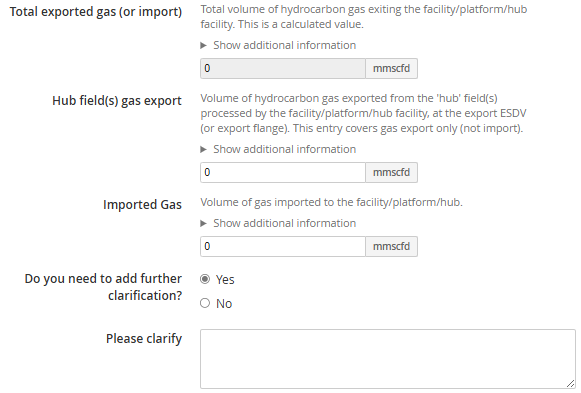 Total exported gas (or import)
Total volume of hydrocarbon gas exiting the facility/platform/hub
facility. This is a calculated value.
Show additional information
0 mmscfd
Hub field(s) gas export
Volume of hydrocarbon gas exported from the 'hub' field(s)
processed by the facility/platform/hub facility, at the export ESDV
(or export flange). This entry covers gas export only (not import).
Show additional information
0 mmscfd
Imported Gas
Volume of gas imported to the facility/platform/hub.
Show additional information
0 mmscfd
Do you need to add further
clarification?
Yes
No
Please clarify